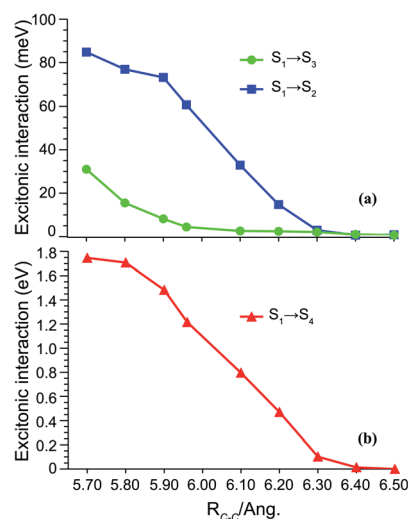 100
80
60
40
20
0
Excitonic interaction (meV)
S₁→S₃
S₁→S₂
(a)
1.8
1.6
1.4
1.2
1.0
0.8
0.6
0.4
0.2
0
Excitonic interaction (eV)
S₁→S₄
(b)
5.70 5.80 5.90 6.00 6.10 6.20 6.30 6.40 6.50
R_C-C/Ang.